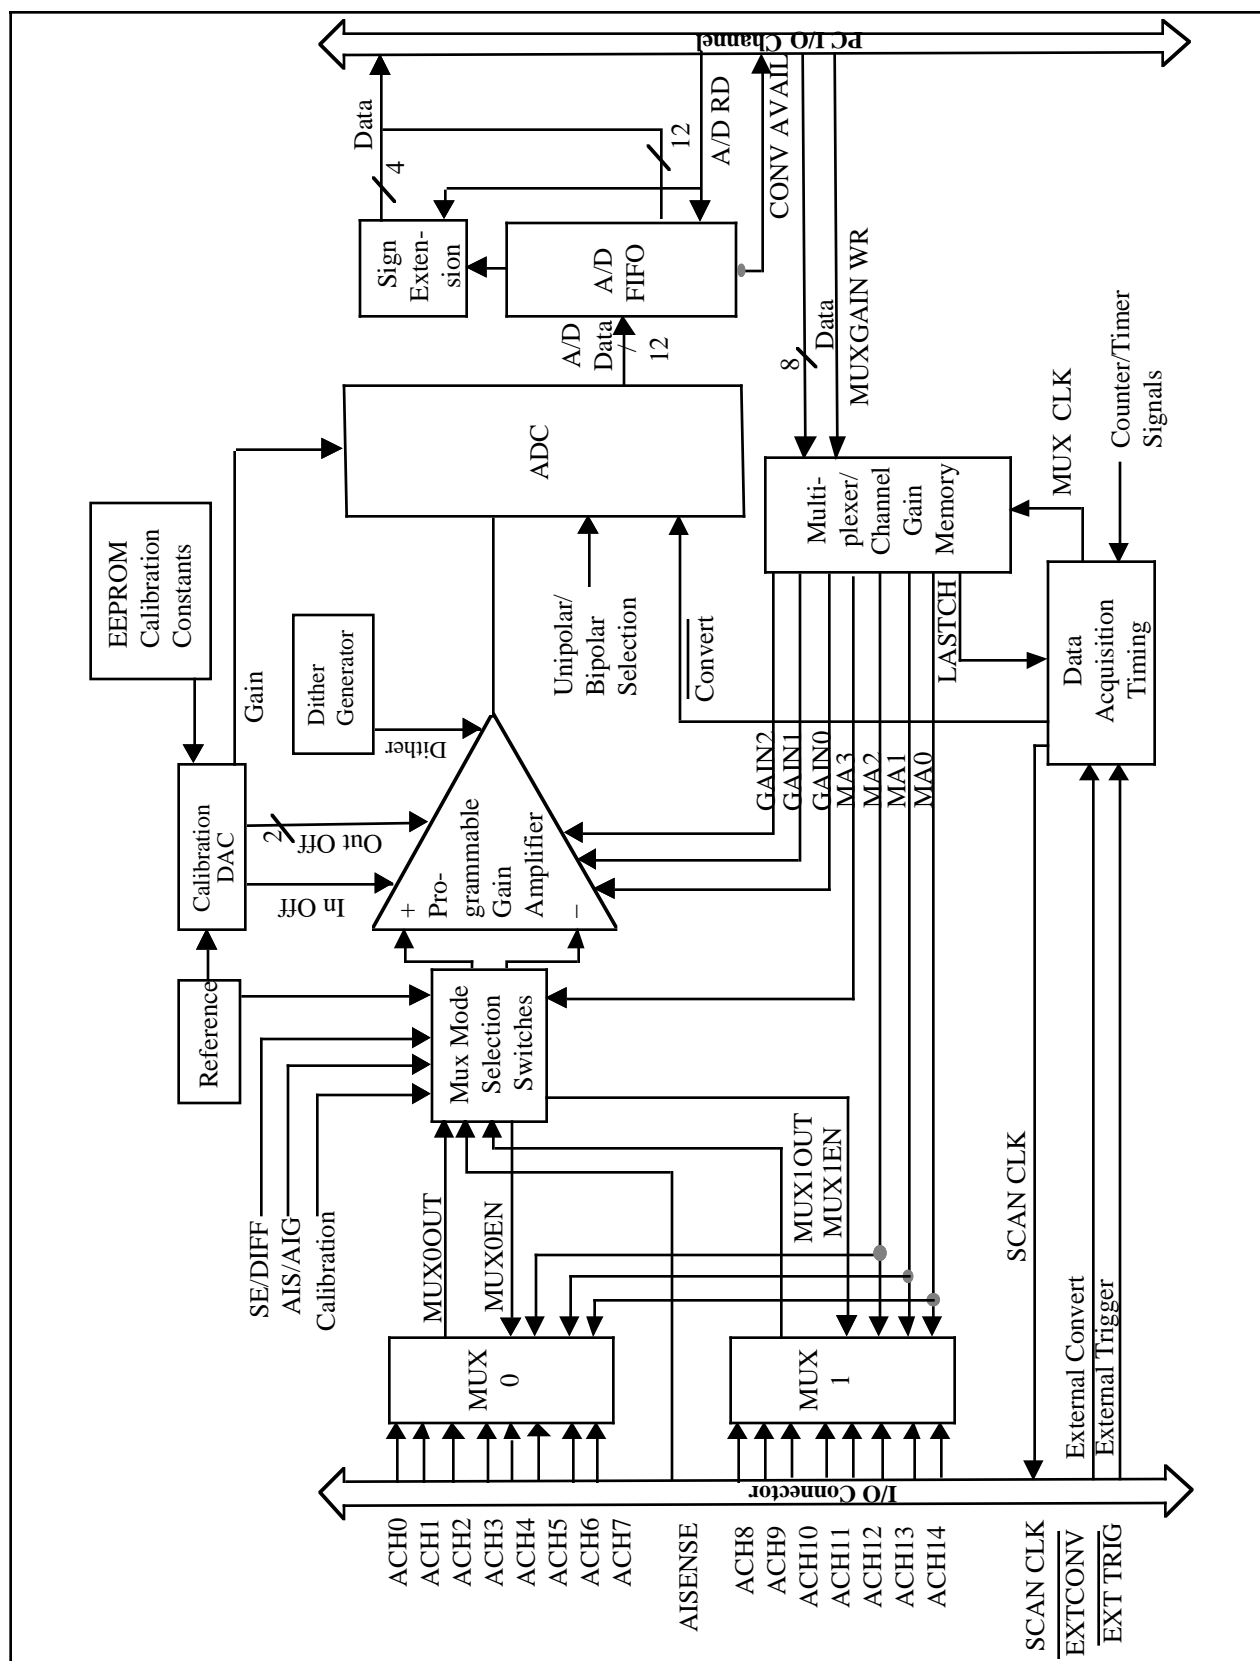 ACH0
ACH1
ACH2
ACH3
ACH4
ACH5
ACH6
ACH7
AISENSE
ACH8
ACH9
ACH10
ACH11
ACH12
ACH13
ACH14
SCAN CLK
EXTCONV
EXT TRIG
I/O Connector
MUX
0
MUX
1
External Convert
External Trigger
SCAN CLK
SE/DIFF
AIS/AIG
Calibration
MUX0OUT
MUX0EN
MUX1OUT
MUX1EN
Reference
Mux Mode
Selection
Switches
Calibration
DAC
In Off
2
Out Off
+
–
Pro-
grammable
Gain
Amplifier
Dither
Dither
Generator
EEPROM
Calibration
Constants
Gain
Unipolar/
Bipolar
Selection
Convert
GAIN2
GAIN1
GAIN0
MA3
MA2
MA1
MA0
LASTCH
Data
Acquisition
Timing
Multi-
plexer/
Channel
Gain
Memory
MUX CLK
Counter/Timer
Signals
ADC
A/D
Data
/
12
Sign
Exten-
sion
A/D
FIFO
4
Data
12
A/D RD
CONV AVAIL
8
Data
MUXGAIN WR
PC I/O Channel